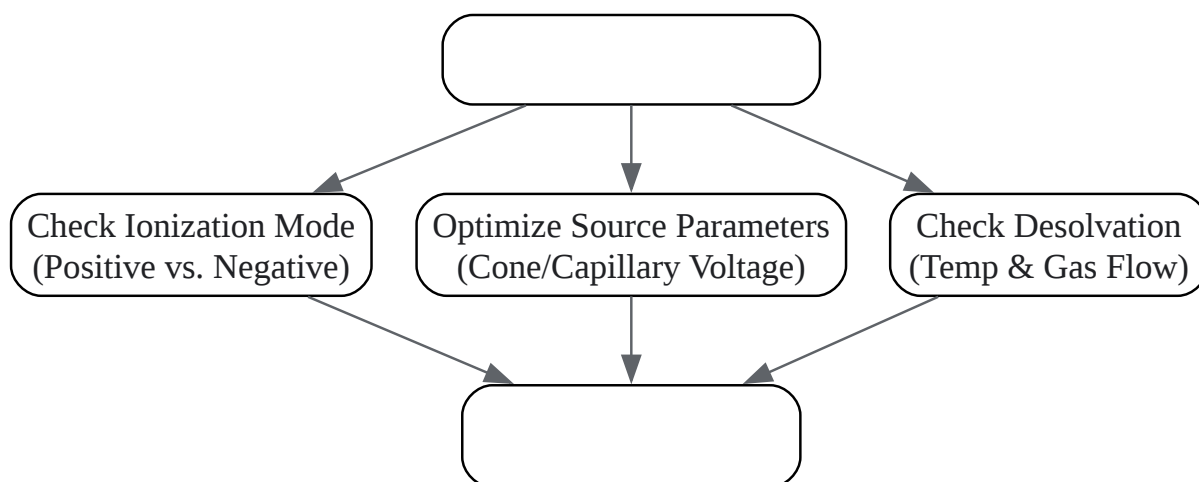 Check Ionization Mode
(Positive vs. Negative)
Optimize Source Parameters
(Cone/Capillary Voltage)
Check Desolvation
(Temp & Gas Flow)